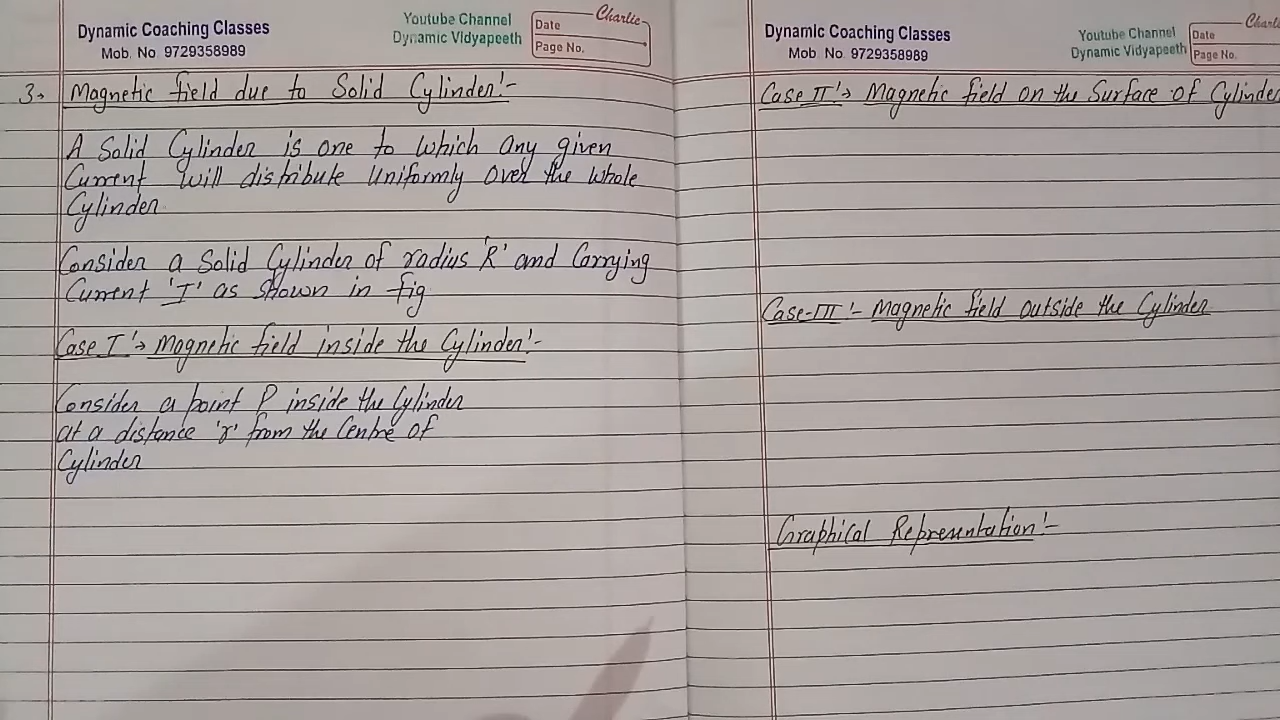 Dynamic Coaching Classes
Mob. No 9729358989
Youtube Channel
Dynamic Vidyapeeth
Charlie
Date
Page No.
3→ Magnetic field due to Solid Cylinder:-
A Solid Cylinder is one to which any given
Current will distribute Uniformly over the whole
Cylinder.
Consider a Solid Cylinder of radius 'R' and Carrying
Current 'I' as shown in fig
Case I :→ Magnetic field inside the Cylinder:-
Consider a point P inside the Cylinder
at a distance 'r' from the Centre of
Cylinder
Dynamic Coaching Classes
Mob. No 9729358989
Youtube Channel
Dynamic Vidyapeeth
Date
Page No.
Case II :→ Magnetic field on the Surface of Cylinder
Case-III :- Magnetic field outside the Cylinder
Graphical Representation:-